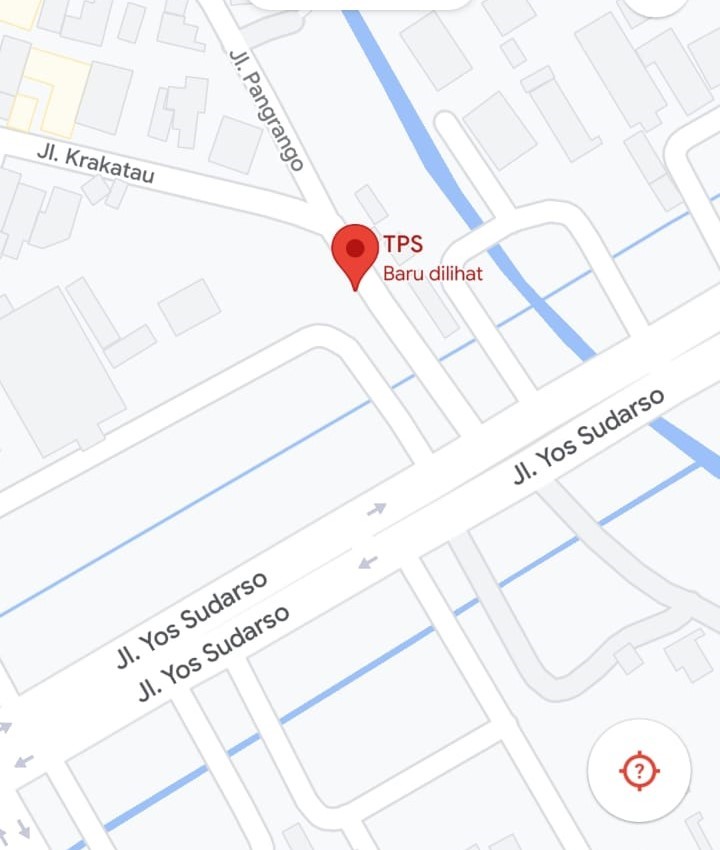 Jl. Pangrango
Jl. Krakatau
TPS
Baru dilihat
Jl. Yos Sudarso
Jl. Yos Sudarso
Jl. Yos Sudarso
?